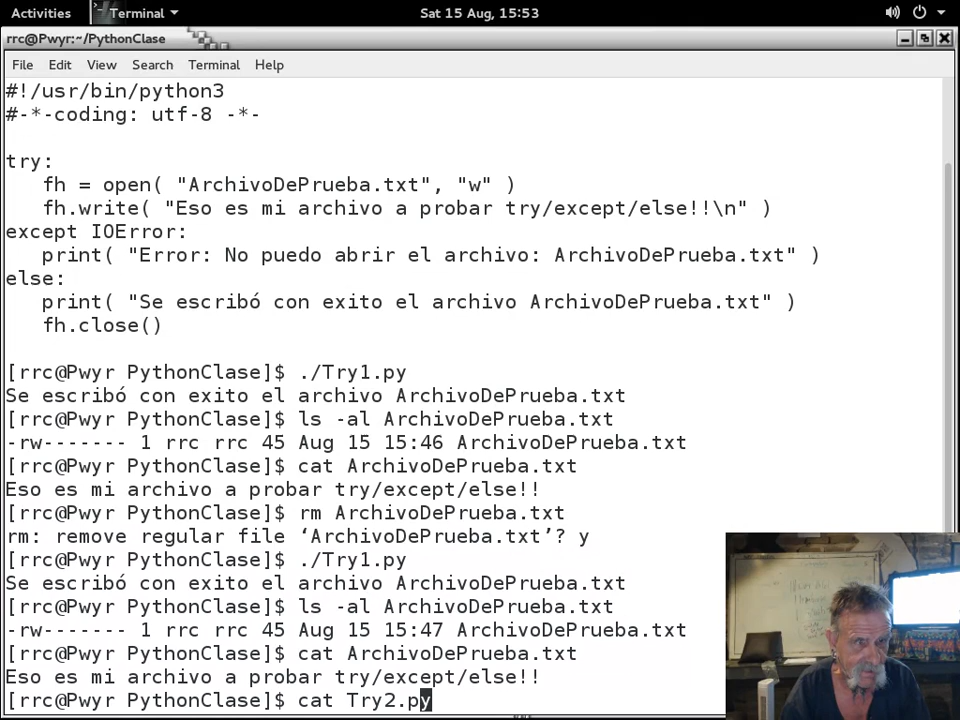 Activities Terminal Sat 15 Aug, 15:53
rrc@Pwyr:~/PythonClase
File Edit View Search Terminal Help
#!/usr/bin/python3
#-*-coding: utf-8 -*-
try:
   fh = open( "ArchivoDePrueba.txt", "w" )
   fh.write( "Eso es mi archivo a probar try/except/else!!\n" )
except IOError:
   print( "Error: No puedo abrir el archivo: ArchivoDePrueba.txt" )
else:
   print( "Se escribó con exito el archivo ArchivoDePrueba.txt" )
   fh.close()
[rrc@Pwyr PythonClase]$ ./Try1.py
Se escribó con exito el archivo ArchivoDePrueba.txt
[rrc@Pwyr PythonClase]$ ls -al ArchivoDePrueba.txt
-rw------- 1 rrc rrc 45 Aug 15 15:46 ArchivoDePrueba.txt
[rrc@Pwyr PythonClase]$ cat ArchivoDePrueba.txt
Eso es mi archivo a probar try/except/else!!
[rrc@Pwyr PythonClase]$ rm ArchivoDePrueba.txt
rm: remove regular file ‘ArchivoDePrueba.txt’? y
[rrc@Pwyr PythonClase]$ ./Try1.py
Se escribó con exito el archivo ArchivoDePrueba.txt
[rrc@Pwyr PythonClase]$ ls -al ArchivoDePrueba.txt
-rw------- 1 rrc rrc 45 Aug 15 15:47 ArchivoDePrueba.txt
[rrc@Pwyr PythonClase]$ cat ArchivoDePrueba.txt
Eso es mi archivo a probar try/except/else!!
[rrc@Pwyr PythonClase]$ cat Try2.py